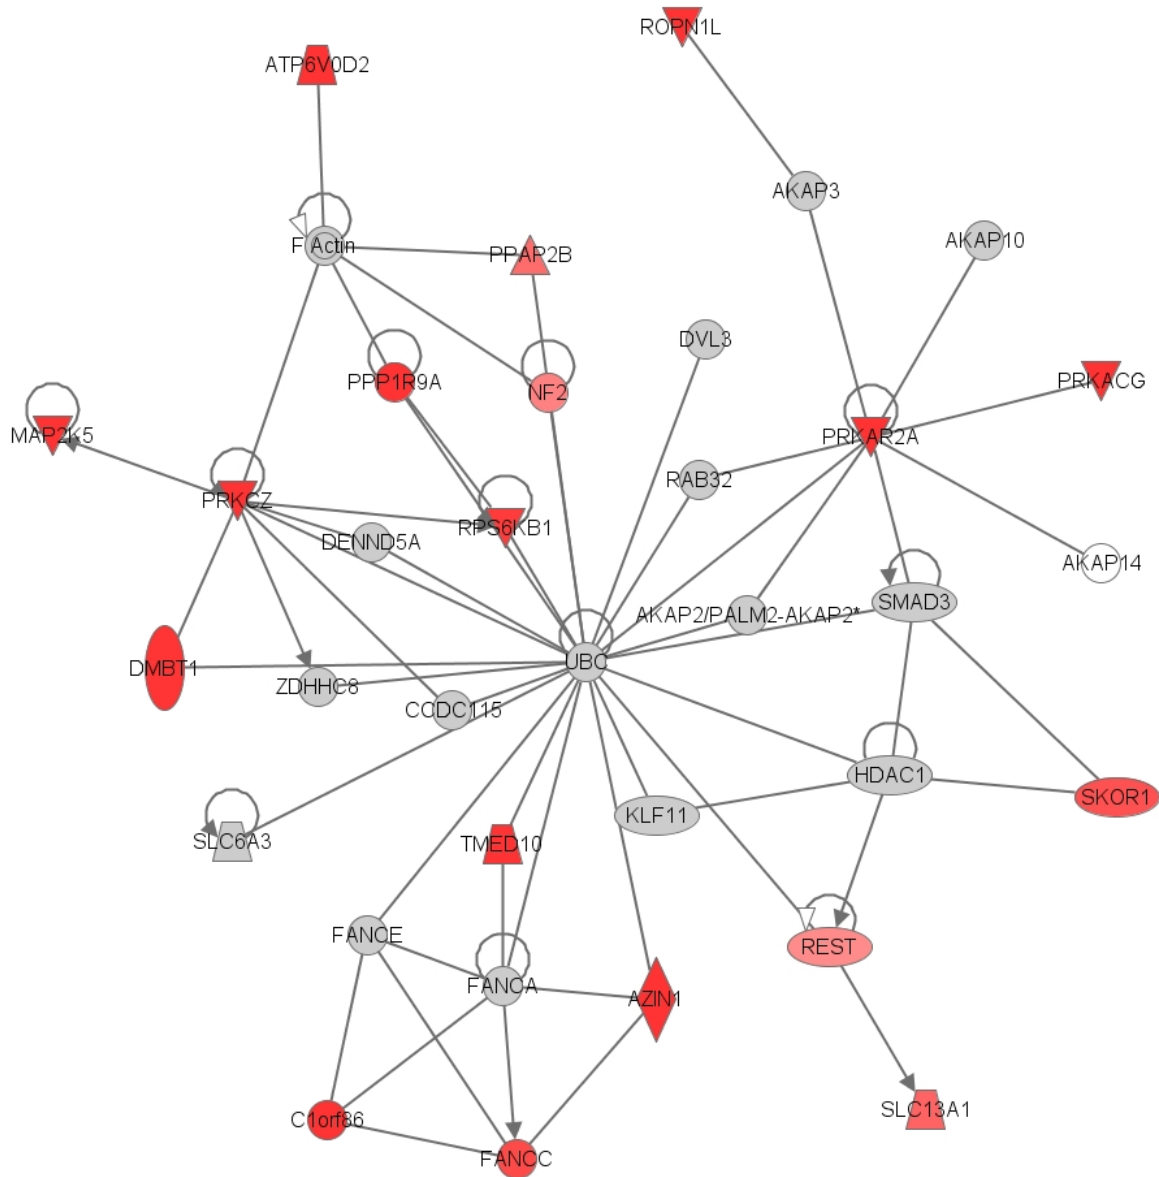 ROPN1L
ATP6V0D2
AKAP3
AKAP10
F Actin
PPAP2B
DVL3
PRKACG
PPP1R9A
NF2
MAP2K5
PRKAR2A
RAB32
PRKCZ
RPS6KB1
DENND5A
AKAP14
SMAD3
AKAP2/PALM2-AKAP2*
UBC
DMBT1
ZDHHC8
CCDC115
HDAC1
SKOR1
KLF11
SLC6A3
TMED10
FANCE
REST
FANCA
AZIN1
SLC13A1
C1orf86
FANCC